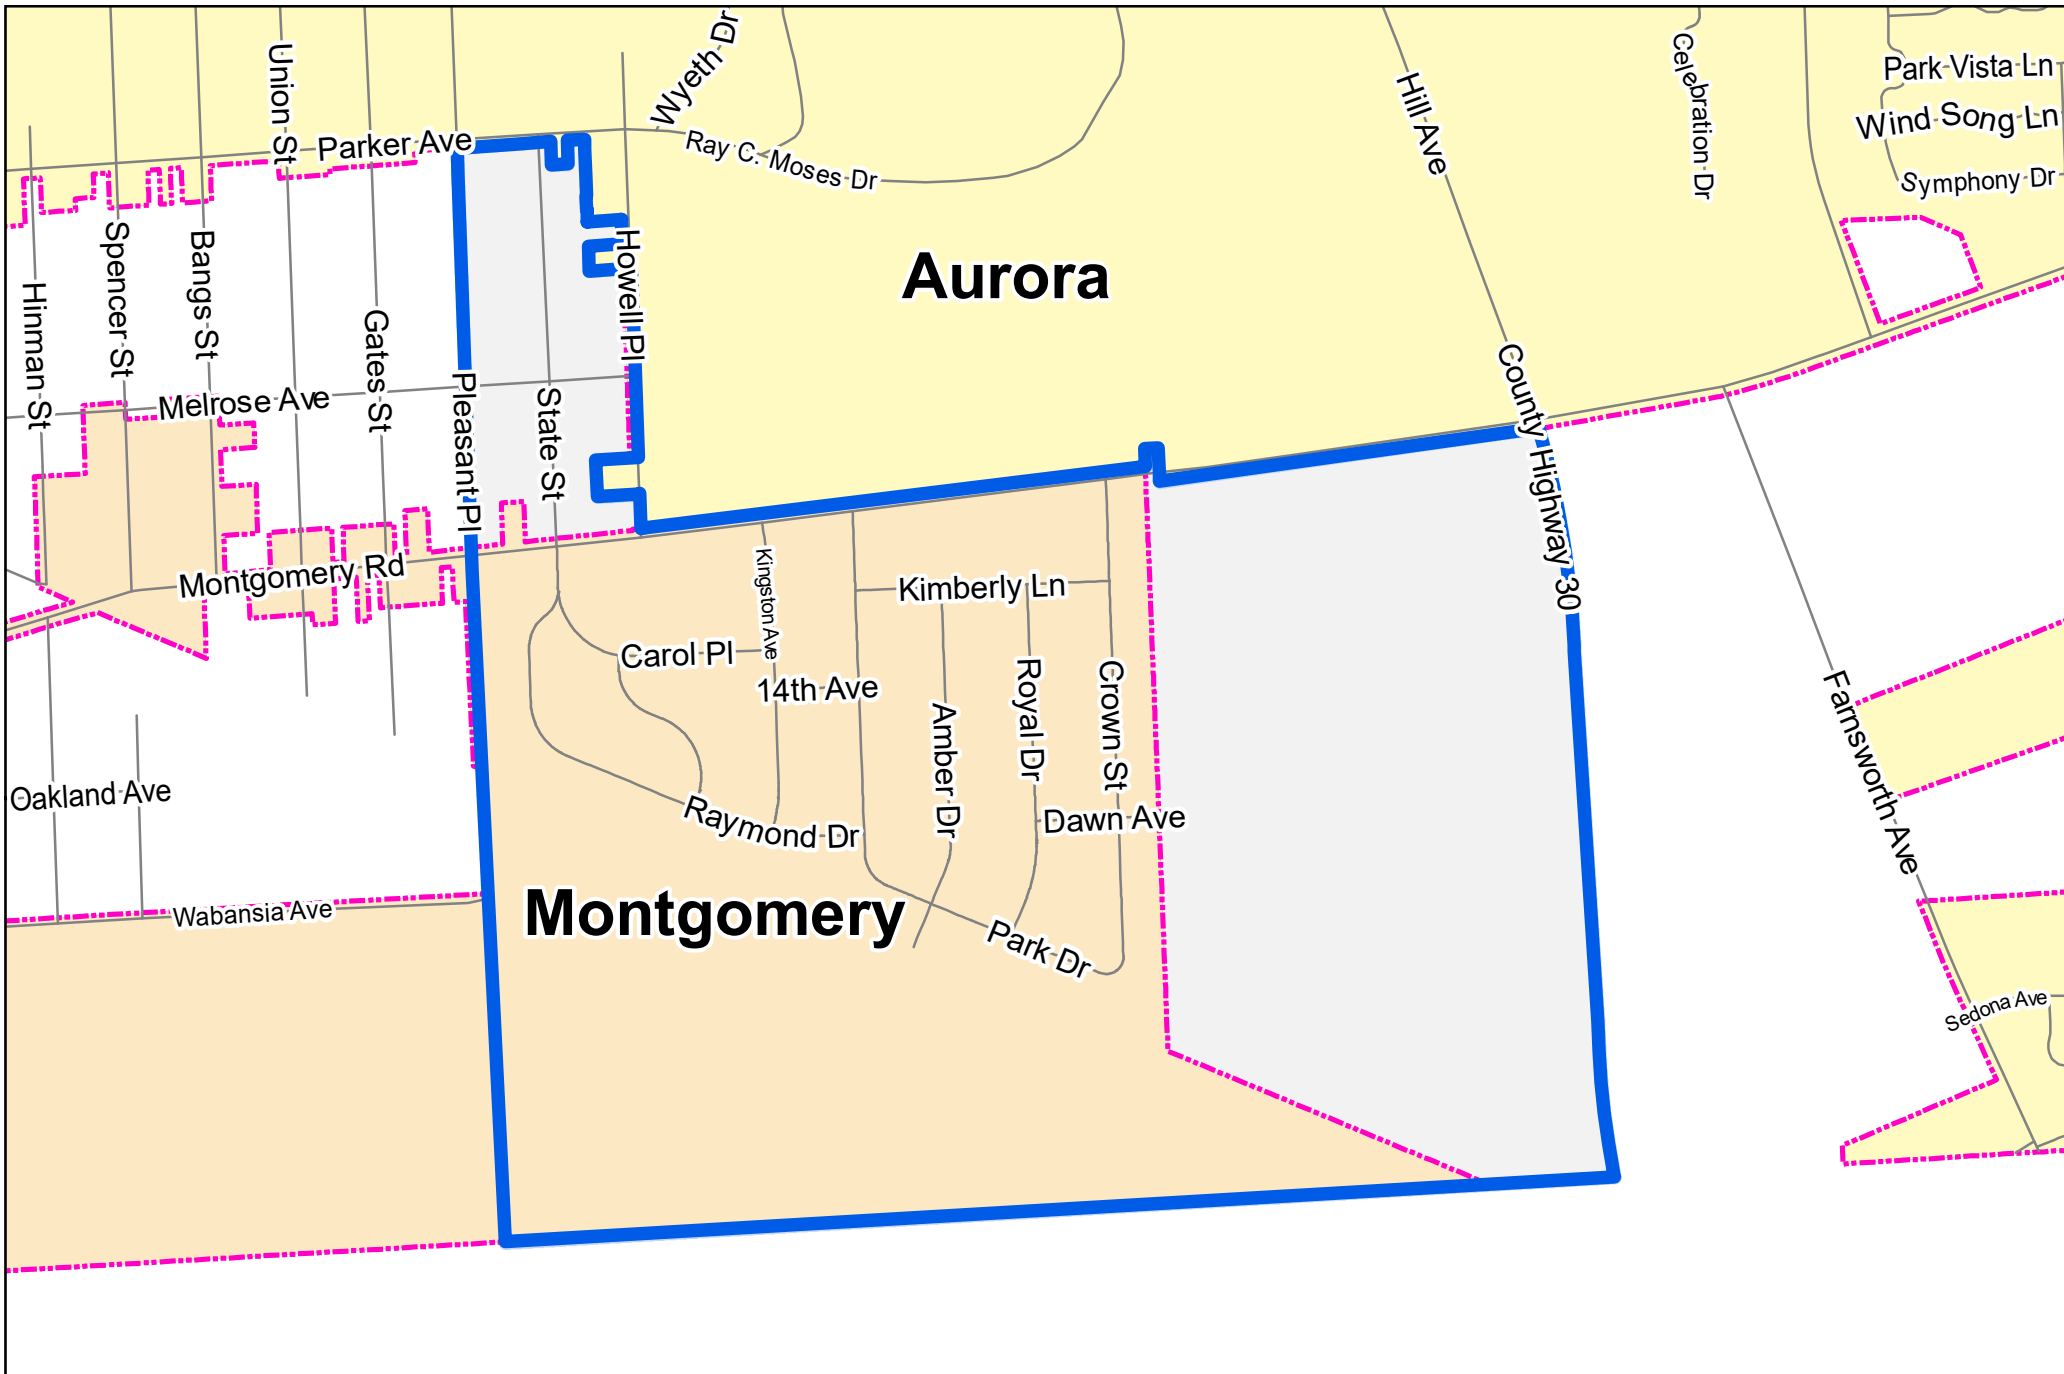 Wyeth Dr
Union St
Parker Ave
Ray C. Moses Dr
Hill Ave
Celebration Dr
Park Vista Ln
Wind Song Ln
Symphony Dr
Hinman St
Spencer St
Bangs St
Gates St
Howell Pl
Aurora
Melrose Ave
Pleasant Pl
State St
County Highway 30
Montgomery Rd
Kingston Ave
Kimberly Ln
Carol Pl
14th Ave
Amber Dr
Royal Dr
Crown St
Farnsworth Ave
Oakland Ave
Raymond Dr
Dawn Ave
Wabansia Ave
Montgomery
Park Dr
Sedona Ave